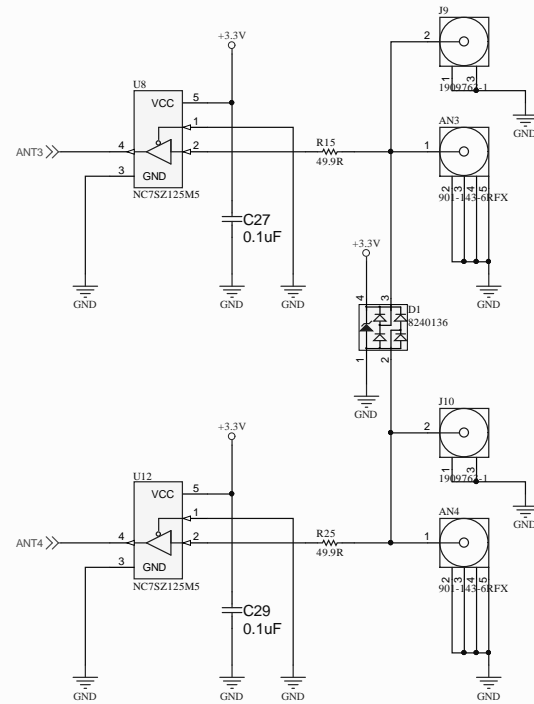 J9
+3.3V
2
U8
1
3
VCC
5
1909763-1
GND
1
AN3
ANT3
4
2
R15
1
3
GND
49.9R
NC7SZ125M5
2
3
4
5
901-143-6RFX
C27
0.1uF
+3.3V
GND
GND
GND
GND
4
3
D1
8240136
1
2
J10
GND
+3.3V
2
U12
1
3
VCC
5
1909763-1
GND
1
AN4
ANT4
4
2
R25
1
3
GND
49.9R
NC7SZ125M5
2
3
4
5
901-143-6RFX
C29
0.1uF
GND
GND
GND
GND